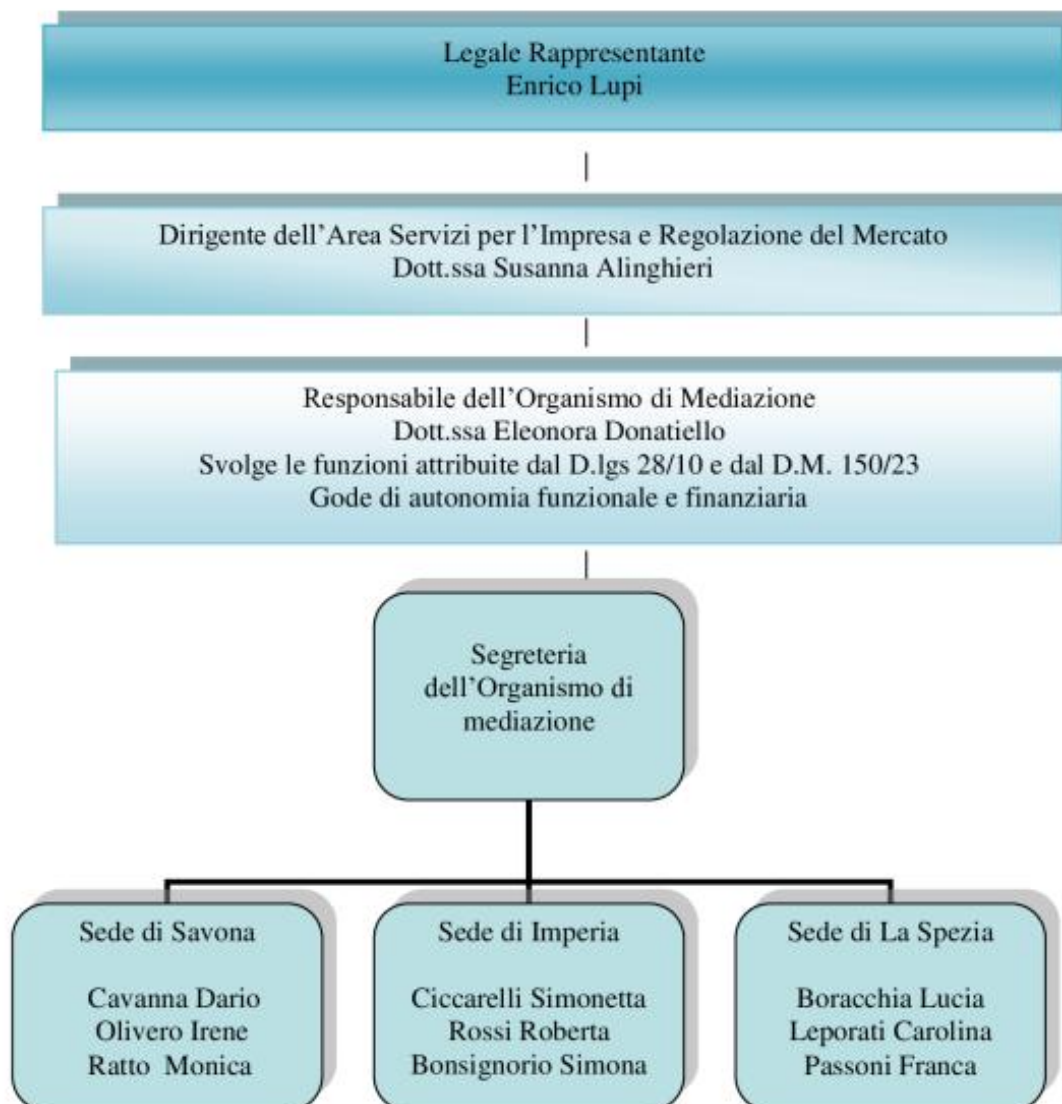 Legale Rappresentante
Enrico Lupi
Dirigente dell’Area Servizi per l’Impresa e Regolazione del Mercato
Dott.ssa Susanna Alinghieri
Responsabile dell’Organismo di Mediazione
Dott.ssa Eleonora Donatiello
Svolge le funzioni attribuite dal D.lgs 28/10 e dal D.M. 150/23
Gode di autonomia funzionale e finanziaria
Segreteria
dell’Organismo di
mediazione
Sede di Savona
Cavanna Dario
Olivero Irene
Ratto Monica
Sede di Imperia
Ciccarelli Simonetta
Rossi Roberta
Bonsignorio Simona
Sede di La Spezia
Boracchia Lucia
Leporati Carolina
Passoni Franca